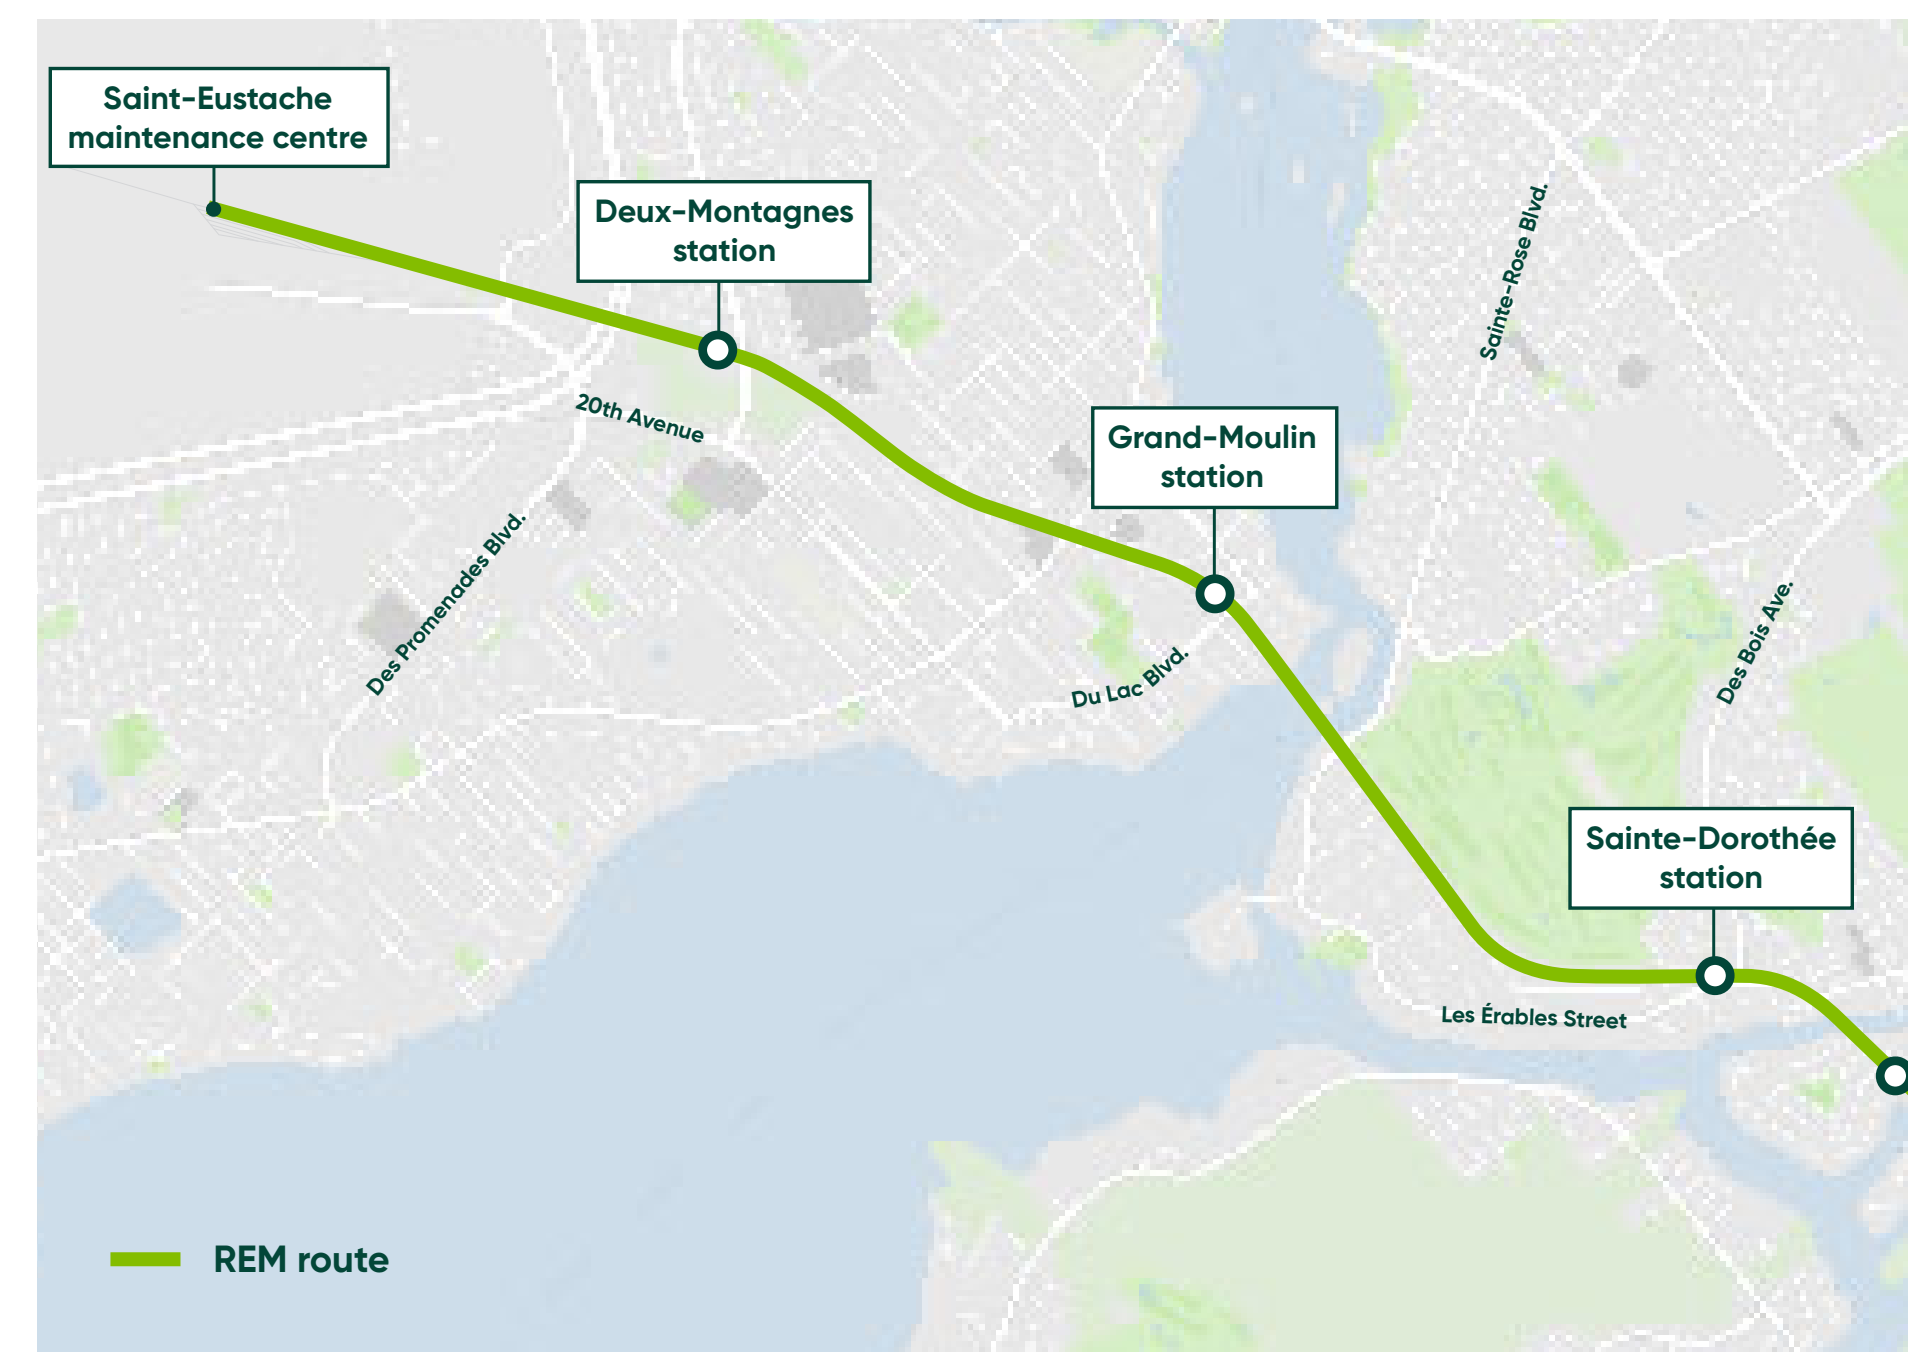 Saint-Eustache
maintenance centre
Deux-Montagnes
station
Sainte-Rose Blvd.
20th Avenue
Grand-Moulin
station
Des Promenades Blvd.
Des Bois Ave.
Du Lac Blvd.
Sainte-Dorothée
station
Les Érables Street
REM route